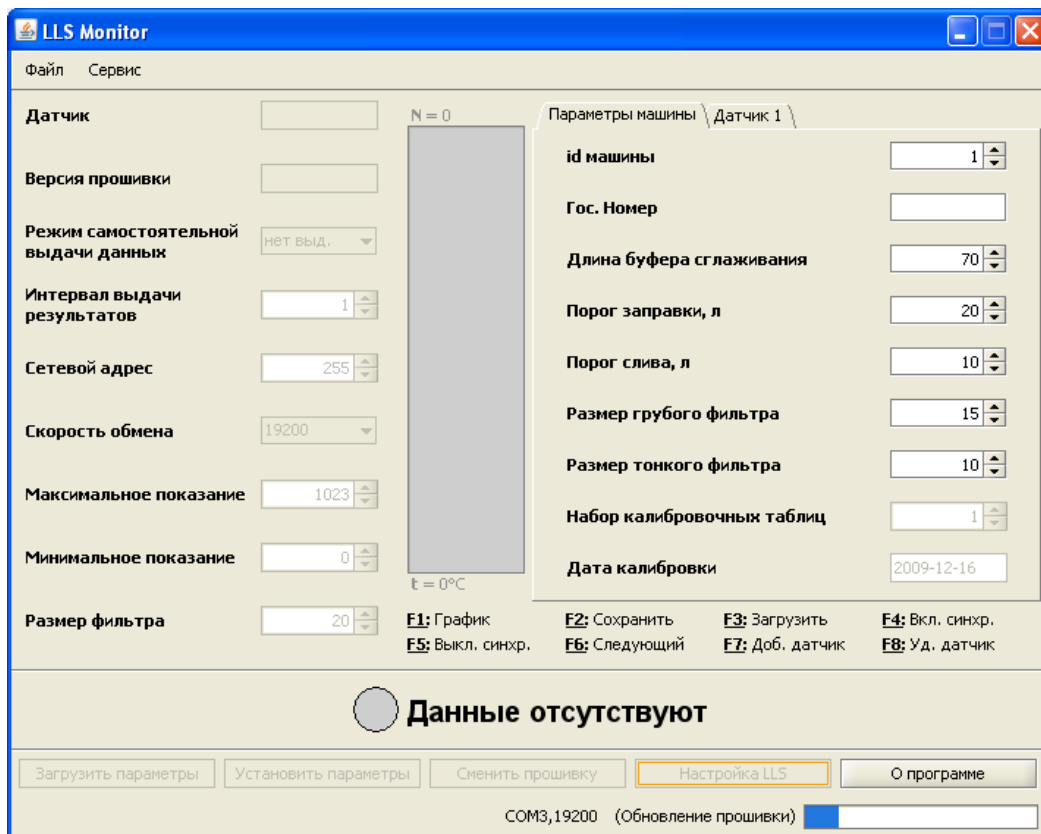 LLS Monitor
Файл Сервис
Датчик
Версия прошивки
Режим самостоятельной
выдачи данных
нет выд.
Интервал выдачи
результатов
1
Сетевой адрес
255
Скорость обмена
19200
Максимальное показание
1023
Минимальное показание
0
Размер фильтра
20
N = 0
t = 0°C
Параметры машины Датчик 1
id машины
1
Гос. Номер
Длина буфера сглаживания
70
Порог заправки, л
20
Порог слива, л
10
Размер грубого фильтра
15
Размер тонкого фильтра
10
Набор калибровочных таблиц
1
Дата калибровки
2009-12-16
F1: График F2: Сохранить F3: Загрузить F4: Вкл. синхр.
F5: Выкл. синхр. F6: Следующий F7: Доб. датчик F8: Уд. датчик
Данные отсутствуют
Загрузить параметры Установить параметры Сменить прошивку Настройка LLS О программе
COM3,19200 (Обновление прошивки)